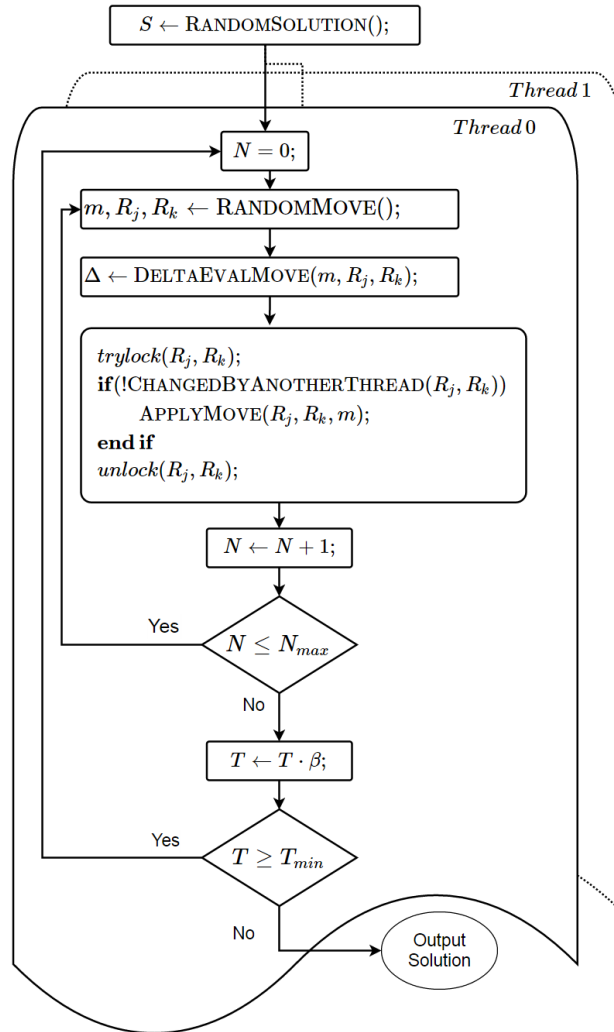 S ← RANDOMSOLUTION();
Thread 1
Thread 0
N = 0;
m, R_j, R_k ← RANDOMMOVE();
Δ ← DELTAEVALMOVE(m, R_j, R_k);
trylock(R_j, R_k);
if(!CHANGEDBYANOTHERTHREAD(R_j, R_k))
APPLYMOVE(R_j, R_k, m);
end if
unlock(R_j, R_k);
N ← N + 1;
Yes
N ≤ N_max
No
T ← T · β;
Yes
T ≥ T_min
No
Output
Solution